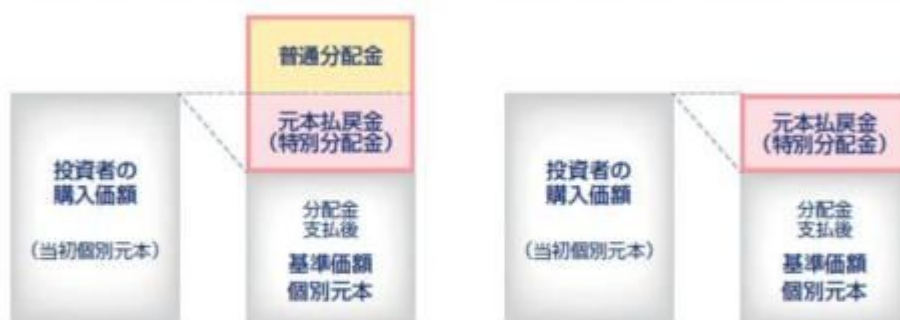 普通分配金
元本払戻金
（特別分配金）
投資者の
購入価額
（当初個別元本）
分配金
支払後
基準価額
個別元本
元本払戻金
（特別分配金）
投資者の
購入価額
（当初個別元本）
分配金
支払後
基準価額
個別元本